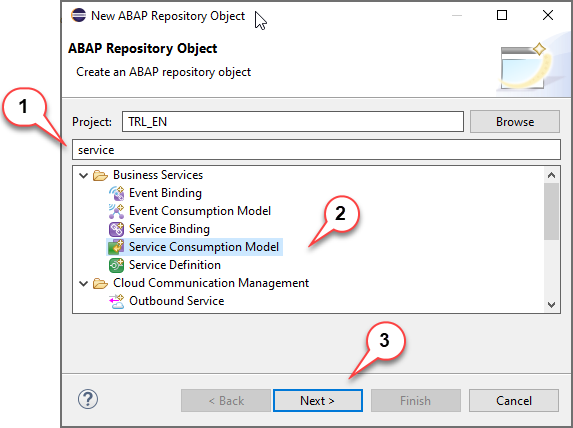 New ABAP Repository Object
ABAP Repository Object
Create an ABAP repository object
1
Project: TRL_EN Browse
service
Business Services
Event Binding
Event Consumption Model
2
Service Binding
Service Consumption Model
Service Definition
Cloud Communication Management
Outbound Service
3
? < Back Next > Finish Cancel